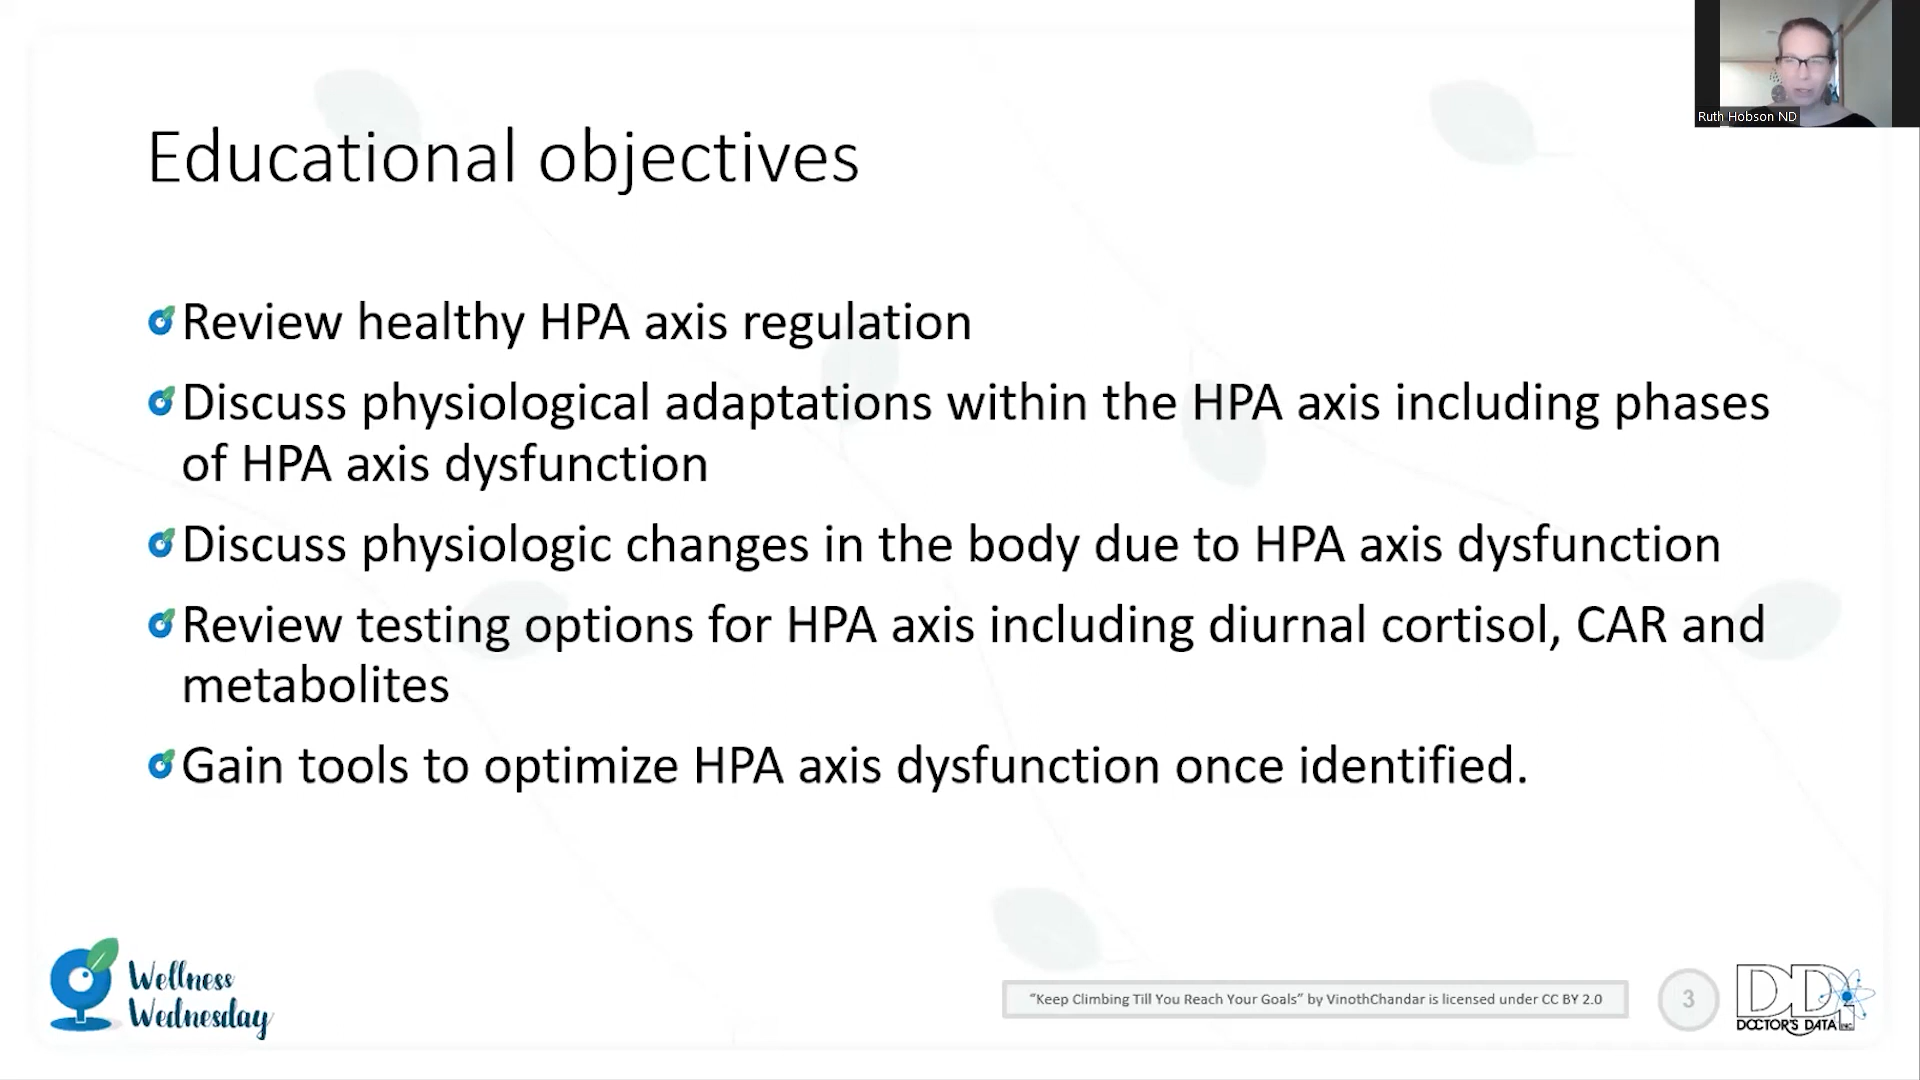 Ruth Hobson ND
Educational objectives
Review healthy HPA axis regulation
Discuss physiological adaptations within the HPA axis including phases
of HPA axis dysfunction
Discuss physiologic changes in the body due to HPA axis dysfunction
Review testing options for HPA axis including diurnal cortisol, CAR and
metabolites
Gain tools to optimize HPA axis dysfunction once identified.
Wellness
Wednesday
“Keep Climbing Till You Reach Your Goals” by VinothChandar is licensed under CC BY 2.0
3
DDI
DOCTOR'S DATA